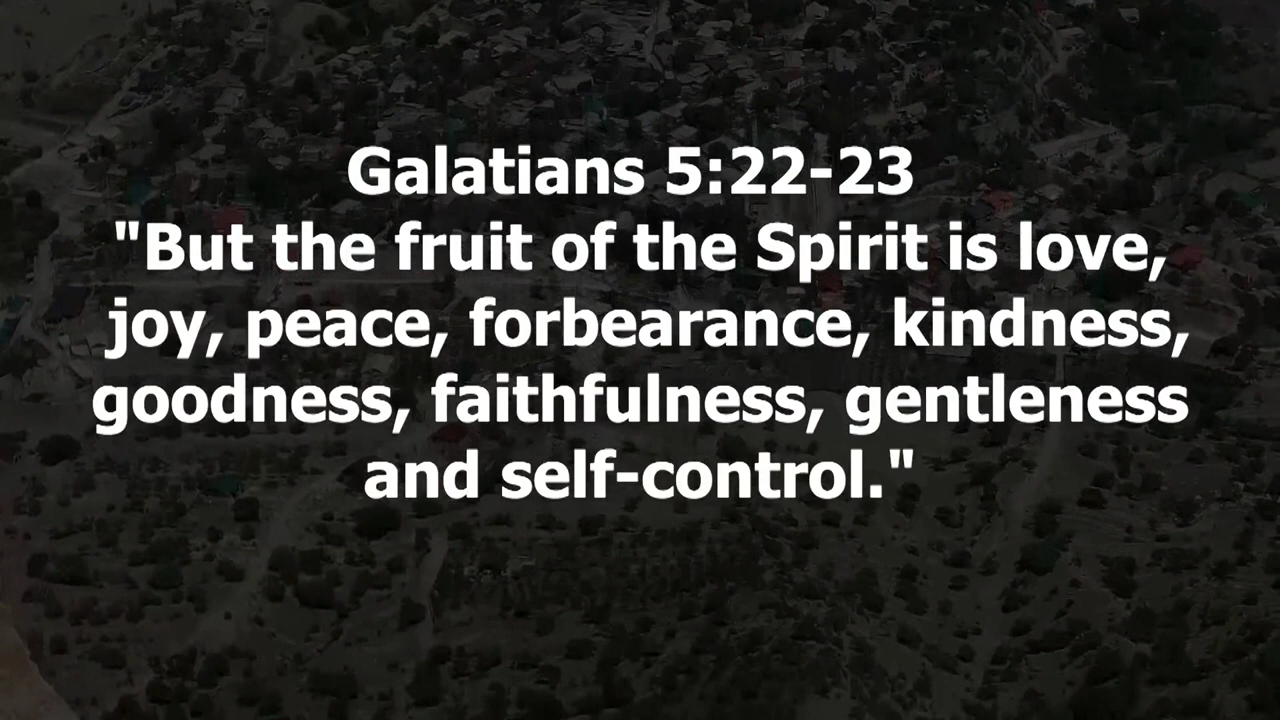 Galatians 5:22-23
"But the fruit of the Spirit is love,
joy, peace, forbearance, kindness,
goodness, faithfulness, gentleness
and self-control."